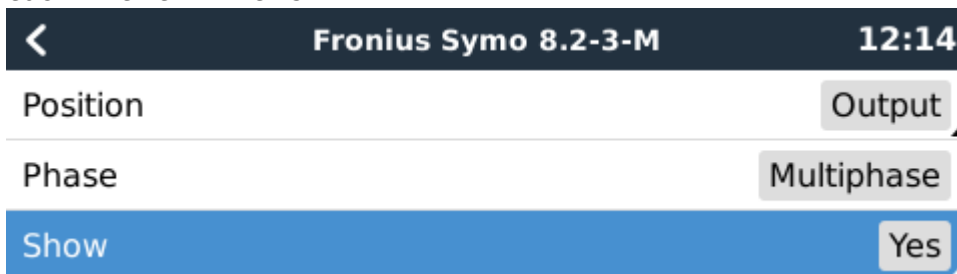 Fronius Symo 8.2-3-M 12:14
Position Output
Phase Multiphase
Show Yes